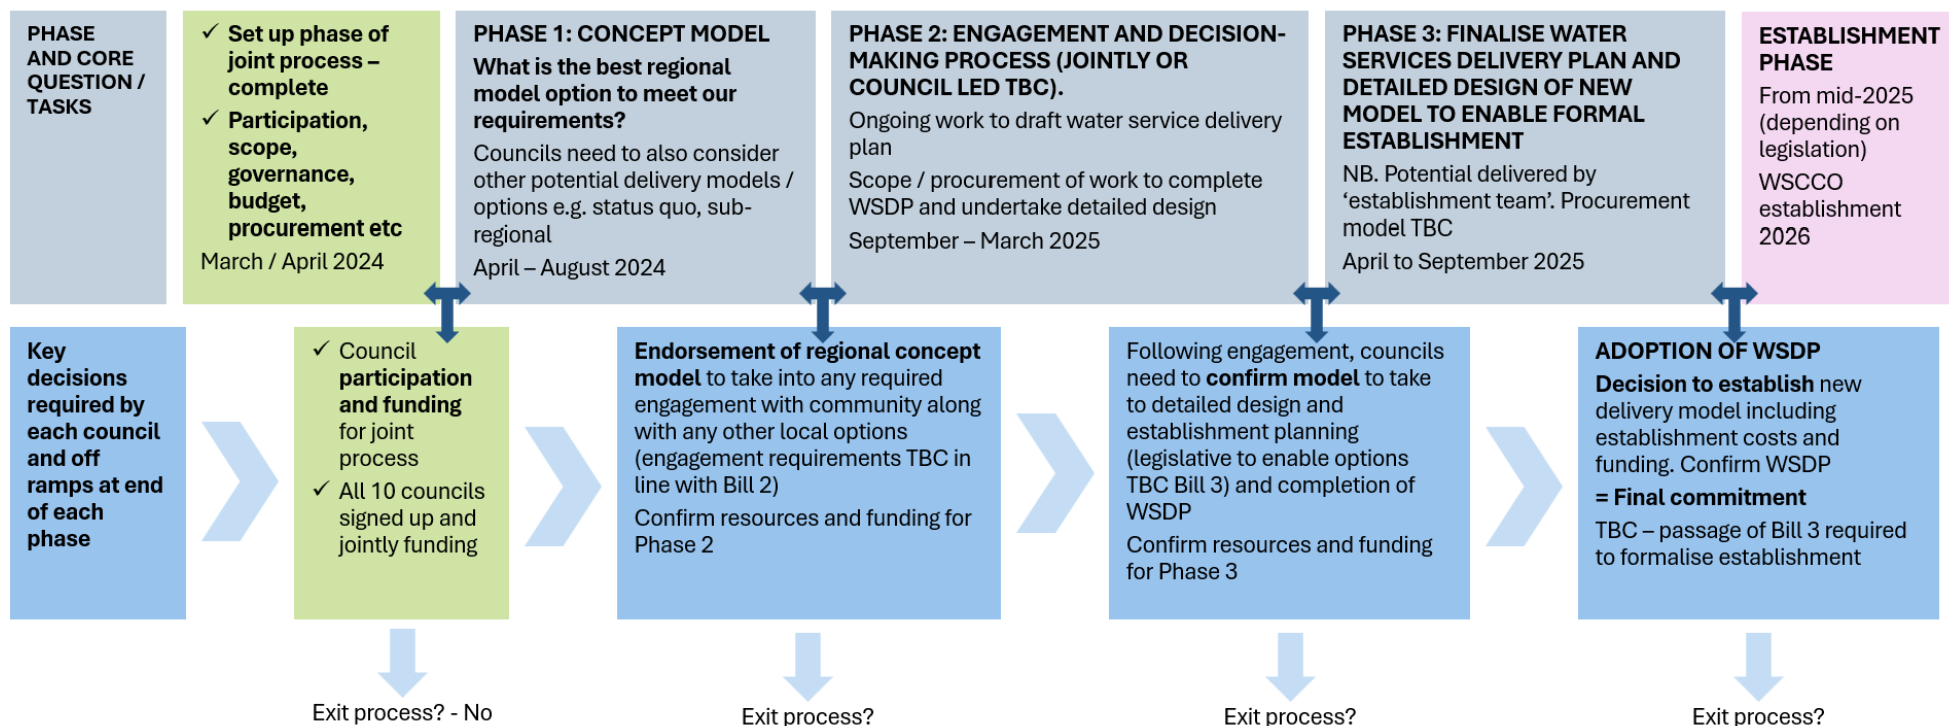 PHASE
AND CORE
QUESTION /
TASKS
✓ Set up phase of
joint process –
complete
✓ Participation,
scope,
governance,
budget,
procurement etc
March / April 2024
PHASE 1: CONCEPT MODEL
What is the best regional
model option to meet our
requirements?
Councils need to also consider
other potential delivery models /
options e.g. status quo, sub-
regional
April – August 2024
PHASE 2: ENGAGEMENT AND DECISION-
MAKING PROCESS (JOINTLY OR
COUNCIL LED TBC).
Ongoing work to draft water service delivery
plan
Scope / procurement of work to complete
WSDP and undertake detailed design
September – March 2025
PHASE 3: FINALISE WATER
SERVICES DELIVERY PLAN AND
DETAILED DESIGN OF NEW
MODEL TO ENABLE FORMAL
ESTABLISHMENT
NB. Potential delivered by
‘establishment team’. Procurement
model TBC
April to September 2025
ESTABLISHMENT
PHASE
From mid-2025
(depending on
legislation)
WSCCO
establishment
2026
Key
decisions
required by
each council
and off
ramps at end
of each
phase
✓ Council
participation
and funding
for joint
process
✓ All 10 councils
signed up and
jointly funding
Endorsement of regional concept
model to take into any required
engagement with community along
with any other local options
(engagement requirements TBC in
line with Bill 2)
Confirm resources and funding for
Phase 2
Following engagement, councils
need to confirm model to take
to detailed design and
establishment planning
(legislative to enable options
TBC Bill 3) and completion of
WSDP
Confirm resources and funding
for Phase 3
ADOPTION OF WSDP
Decision to establish new
delivery model including
establishment costs and
funding. Confirm WSDP
= Final commitment
TBC – passage of Bill 3 required
to formalise establishment
Exit process? - No
Exit process?
Exit process?
Exit process?